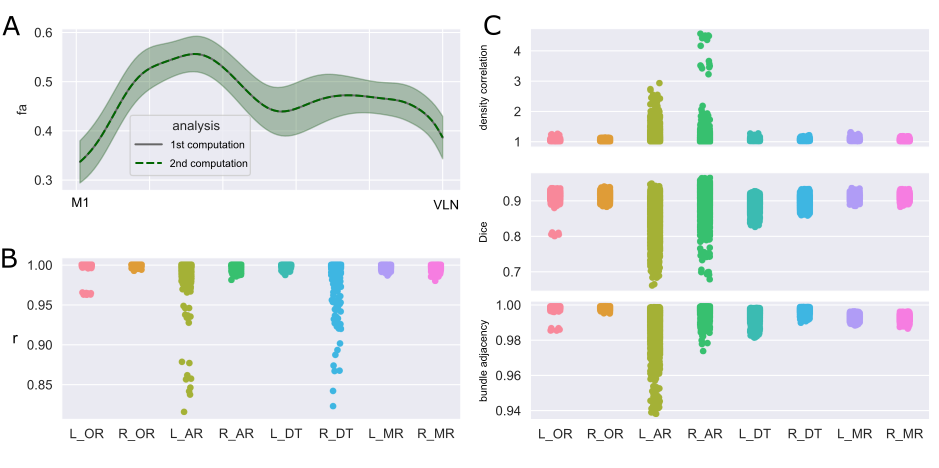 A
0.6
0.5
0.4
0.3
fa
analysis
1st computation
2nd computation
M1
VLN
B
1.00
0.95
0.90
0.85
r
L_OR R_OR L_AR R_AR L_DT R_DT L_MR R_MR
C
density correlation
4
3
2
1
Dice
0.9
0.8
0.7
bundle adjacency
1.00
0.98
0.96
0.94
L_OR R_OR L_AR R_AR L_DT R_DT L_MR R_MR